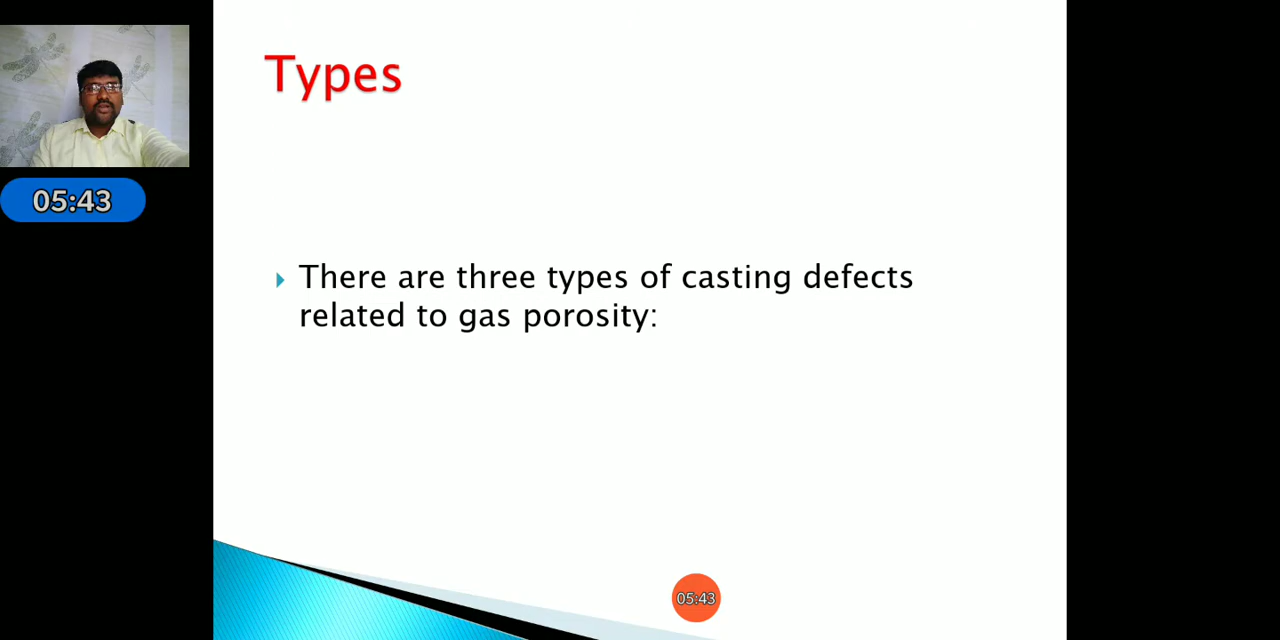 Types
05:43
There are three types of casting defects
related to gas porosity:
05:43